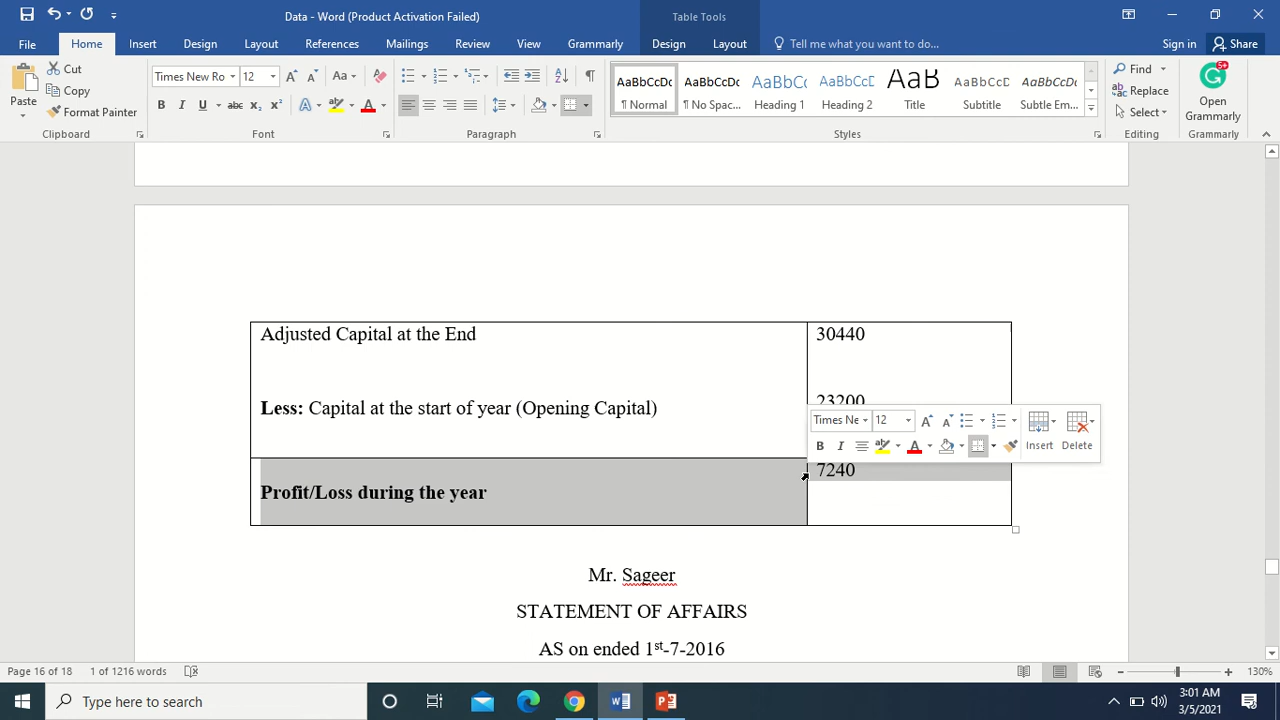 Data - Word (Product Activation Failed)
Table Tools
File Home Insert Design Layout References Mailings Review View Grammarly Design Layout Tell me what you want to do... Sign in Share
Paste
Cut
Copy
Format Painter
Clipboard
Times New Ro 12 Aa
B I U abc X₂ X² A A
Font
Paragraph
AaBbCcDc AaBbCcDc AaBbCc AaBbCcD AaB AaBbCcD AaBbCcDc
¶ Normal ¶ No Spac... Heading 1 Heading 2 Title Subtitle Subtle Em...
Styles
Find
Replace
Select
Editing
Open
Grammarly
Grammarly
Adjusted Capital at the End 30440
Less: Capital at the start of year (Opening Capital) 23200
Times Ne 12
B I A Insert Delete
Profit/Loss during the year 7240
Mr. Sageer
STATEMENT OF AFFAIRS
AS on ended 1st-7-2016
Page 16 of 18 1 of 1216 words 130%
Type here to search
3:01 AM
3/5/2021